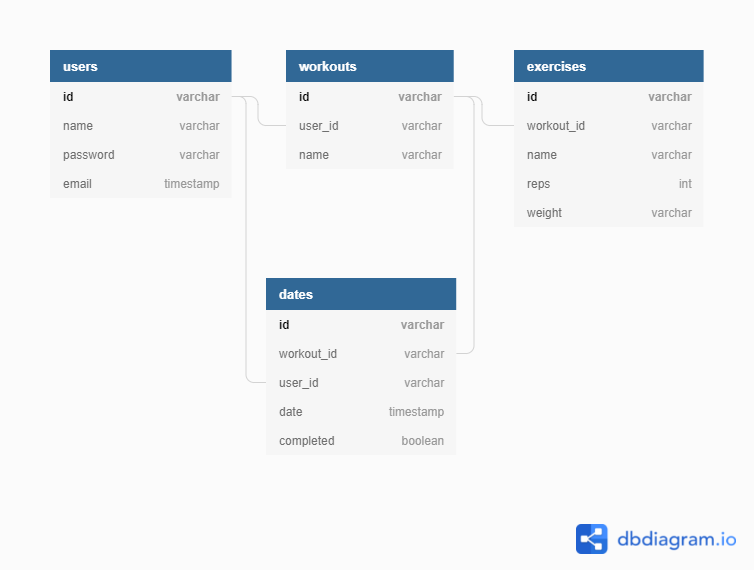 users
id varchar
name varchar
password varchar
email timestamp
workouts
id varchar
user_id varchar
name varchar
exercises
id varchar
workout_id varchar
name varchar
reps int
weight varchar
dates
id varchar
workout_id varchar
user_id varchar
date timestamp
completed boolean
dbdiagram.io